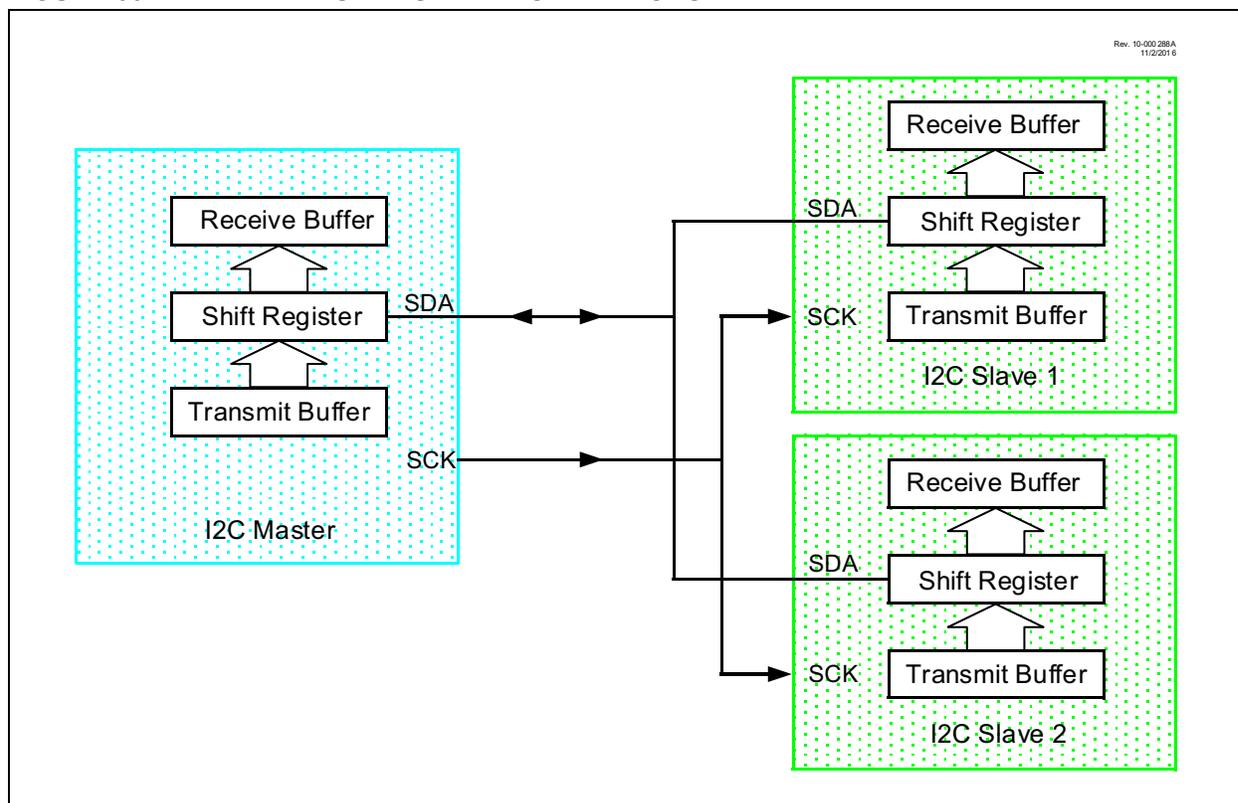 Rev. 10-000 288A
11/2/201 6
Receive Buffer
Shift Register
Transmit Buffer
SDA
SCK
I2C Master
Receive Buffer
SDA
Shift Register
SCK
Transmit Buffer
I2C Slave 1
Receive Buffer
SDA
Shift Register
SCK
Transmit Buffer
I2C Slave 2